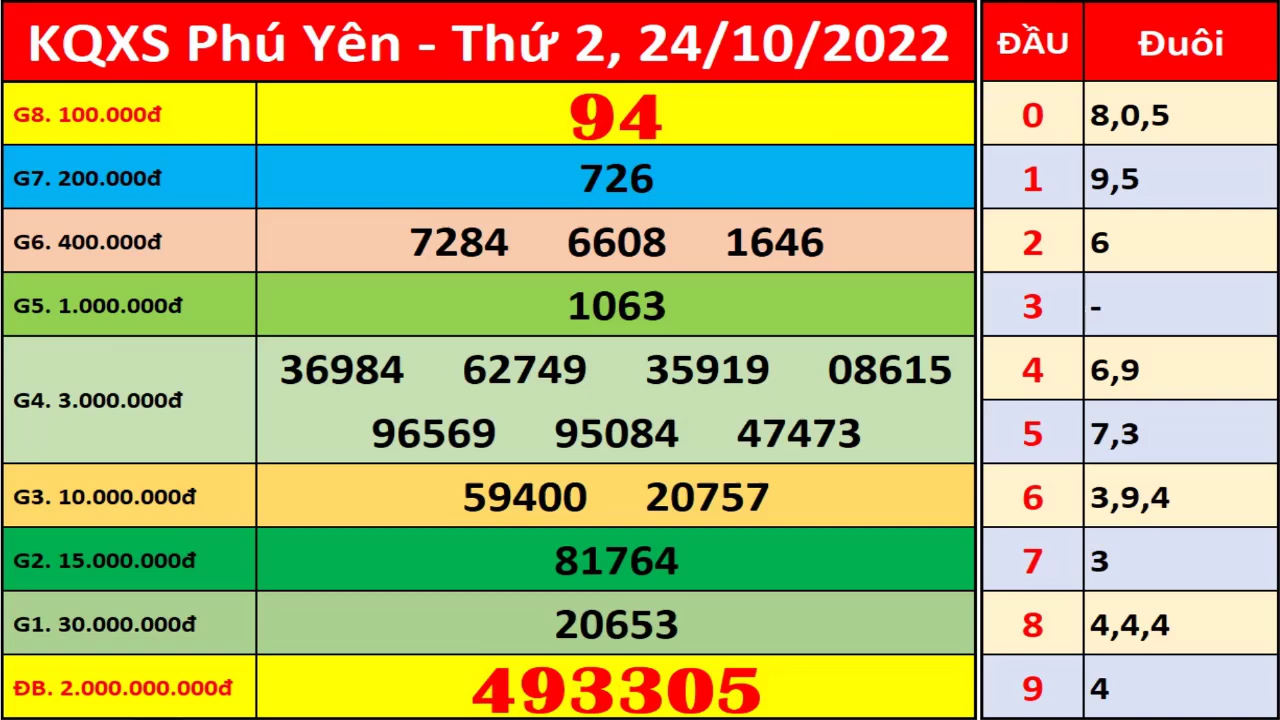 KQXS Phú Yên - Thứ 2, 24/10/2022 ĐẦU Đuôi
G8. 100.000đ 94 0 8,0,5
G7. 200.000đ 726 1 9,5
G6. 400.000đ 7284 6608 1646 2 6
G5. 1.000.000đ 1063 3 -
G4. 3.000.000đ 36984 62749 35919 08615 4 6,9
96569 95084 47473 5 7,3
G3. 10.000.000đ 59400 20757 6 3,9,4
G2. 15.000.000đ 81764 7 3
G1. 30.000.000đ 20653 8 4,4,4
ĐB. 2.000.000.000đ 493305 9 4